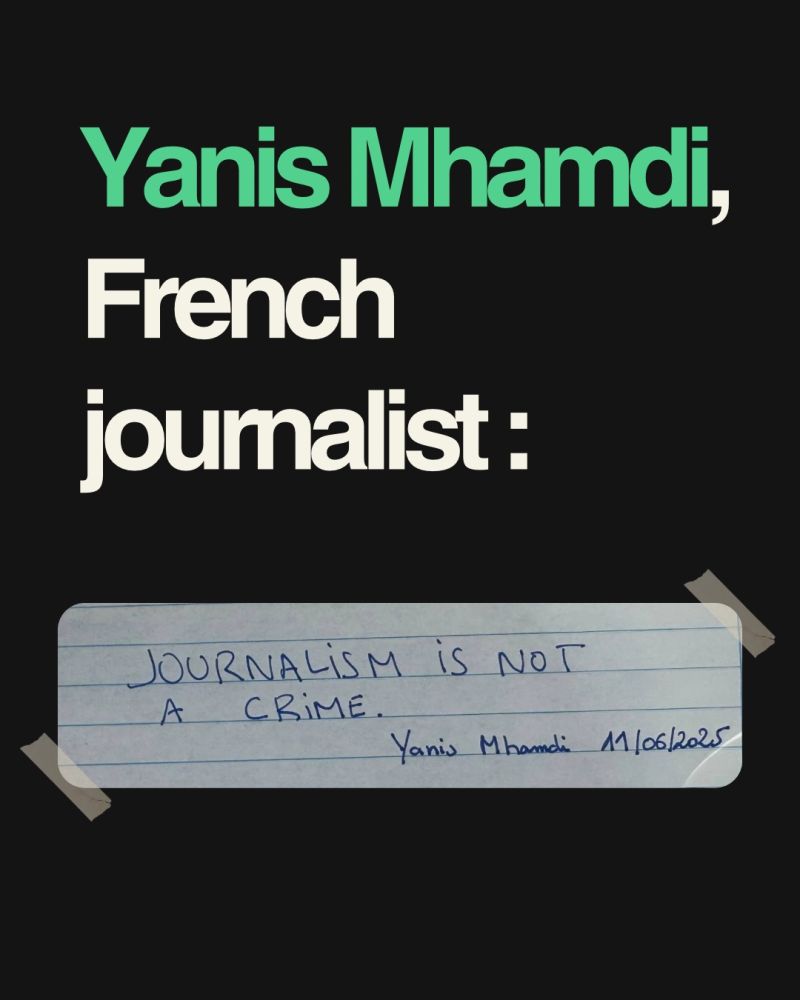 Yanis Mhamdi,
French
journalist :
JOURNALiSM iS NOT
A CRiME.
Yanis Mhamdi 11/06/2025